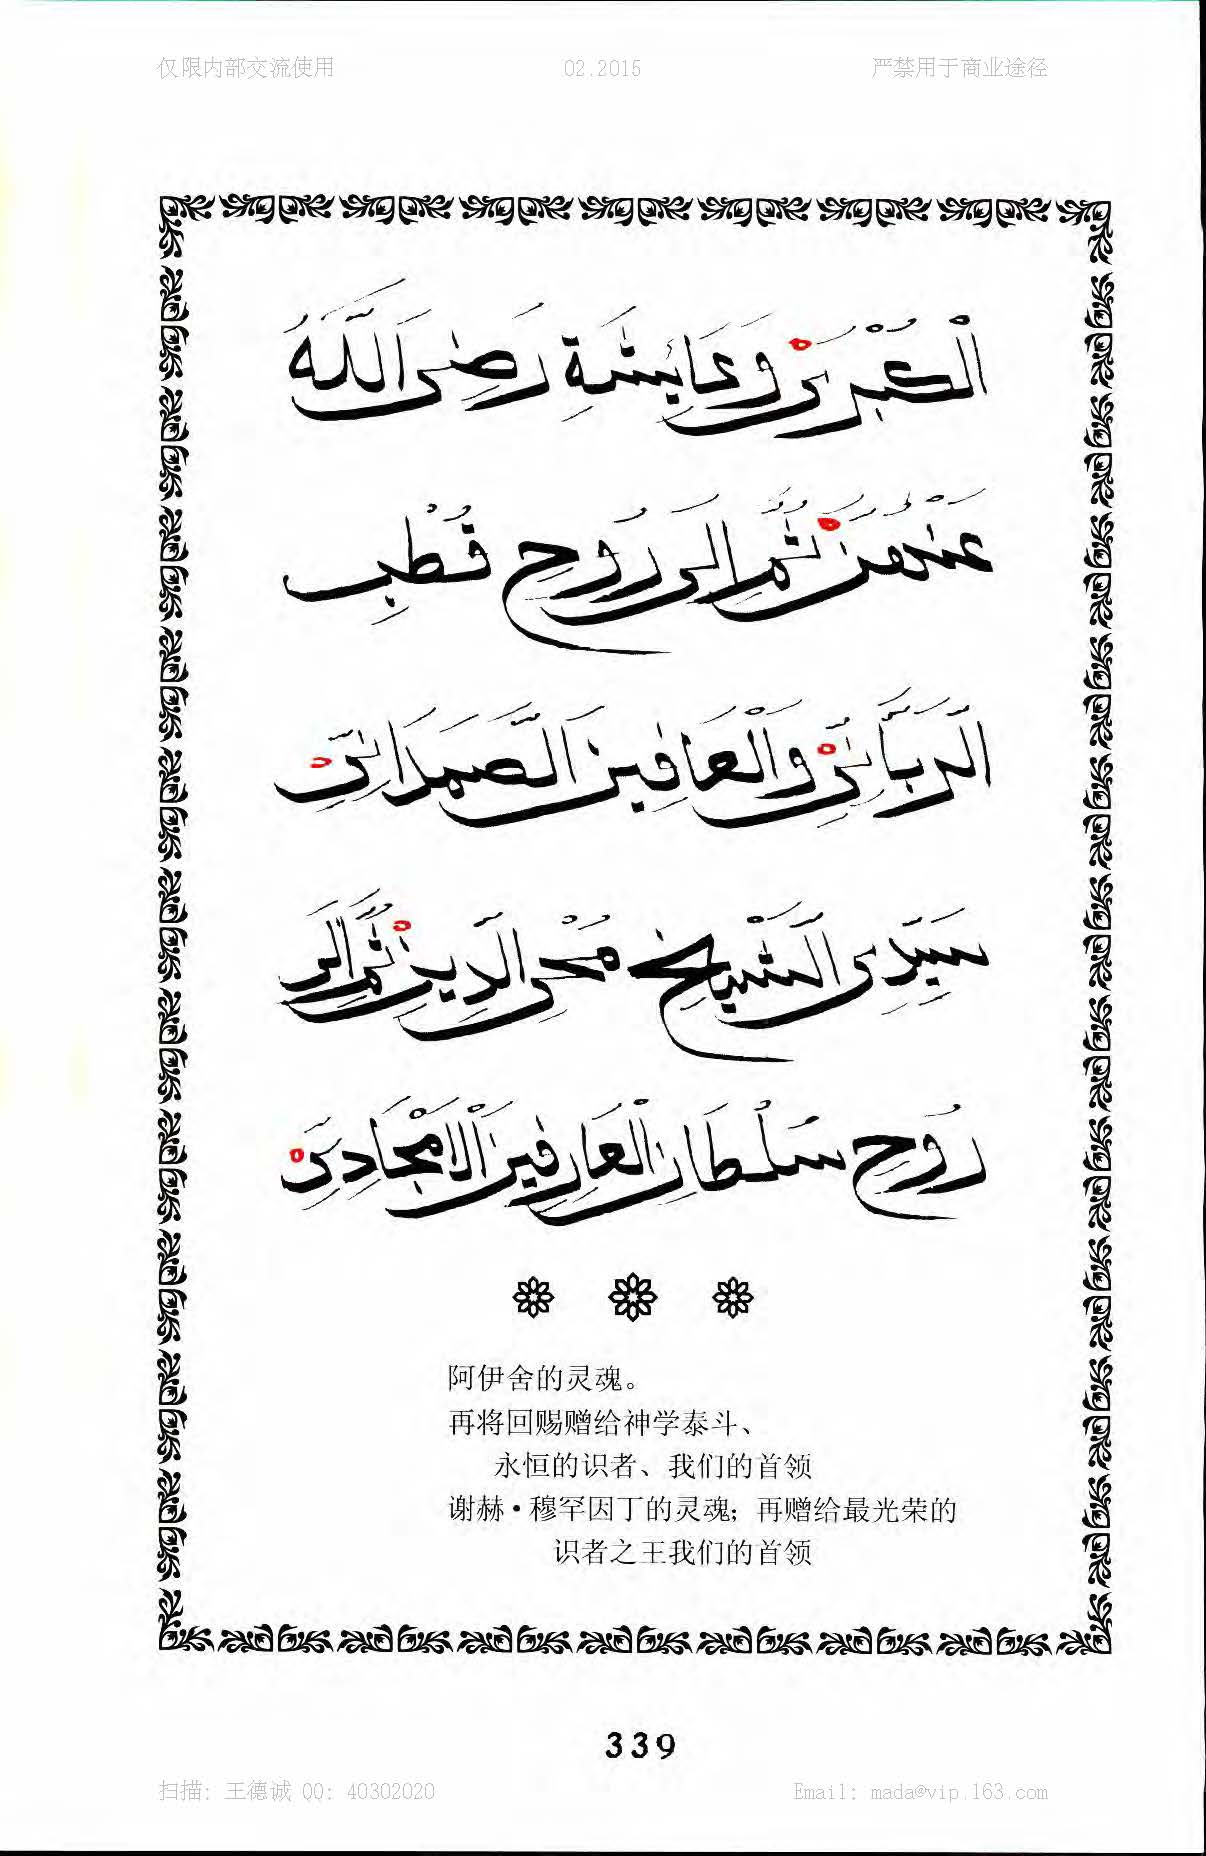 仅限内部交流使用 02.2015 严禁用于商业途径
الْكُبْرَىٰ وَعَايِشَةِ رَضِىَ اللَّهُ
عَنْهُمَا ثُمَّ اِلَى رُوحِ قُطْبِ
الرَّبَّانِىِّ وَالْعَارِفِينَ الصَّمَدَانِىِّ
سَيِّدِى الشَّيْخِ مُحْىِ الدِّينِ ثُمَّ اِلَى
رُوحِ سُلْطَانِ الْعَارِفِينَ الْاَمْجَادِينَ
阿伊舍的灵魂。
再将回赐赠给神学泰斗、
永恒的识者、我们的首领
谢赫·穆罕因丁的灵魂；再赠给最光荣的
识者之王我们的首领
339
扫描：王德诚 QQ：40302020 Email：mada@vip.163.com